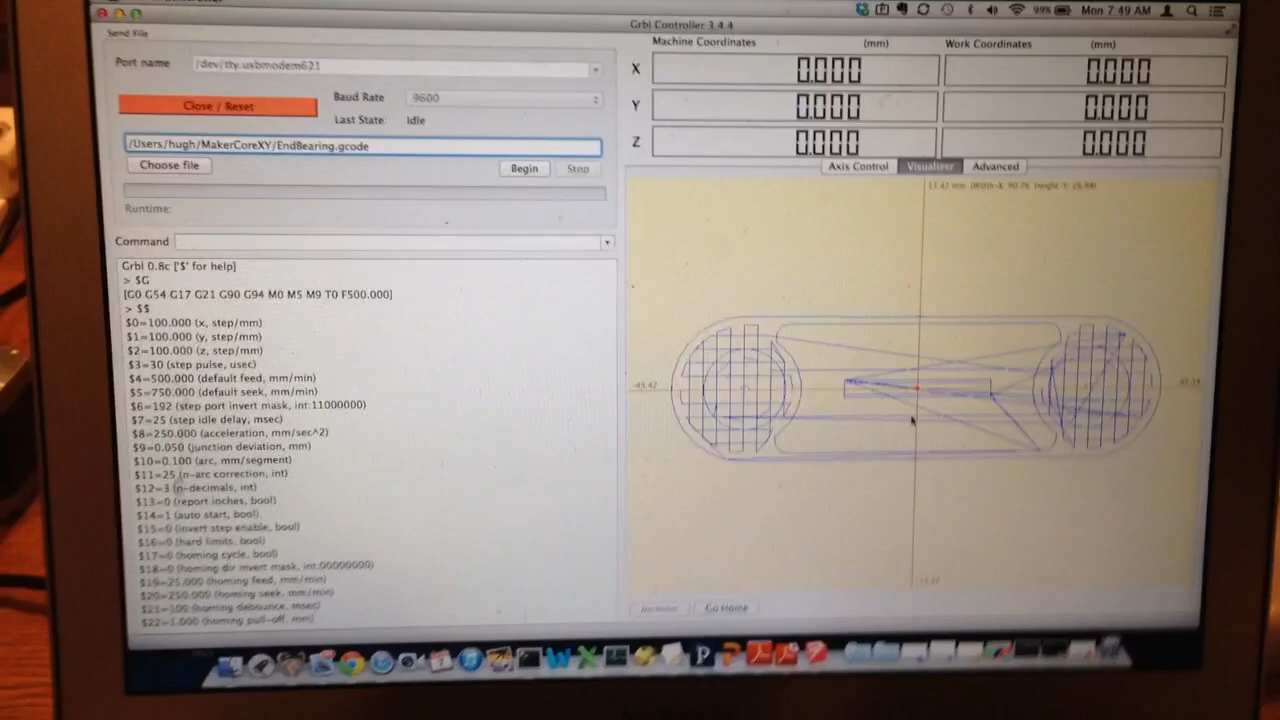 99% Mon 7:49 AM
Grbl Controller 3.4.4
Send File
Port name /dev/tty.usbmodem621
Close / Reset
Baud Rate 9600
Last State: Idle
/Users/hugh/MakerCoreXY/EndBearing.gcode
Choose file
Begin
Stop
Runtime:
Command
Grbl 0.8c ['$' for help]
> $G
[G0 G54 G17 G21 G90 G94 M0 M5 M9 T0 F500.000]
> $$
$0=100.000 (x, step/mm)
$1=100.000 (y, step/mm)
$2=100.000 (z, step/mm)
$3=30 (step pulse, usec)
$4=500.000 (default feed, mm/min)
$5=750.000 (default seek, mm/min)
$6=192 (step port invert mask, int:11000000)
$7=25 (step idle delay, msec)
$8=250.000 (acceleration, mm/sec^2)
$9=0.050 (junction deviation, mm)
$10=0.100 (arc, mm/segment)
$11=25 (n-arc correction, int)
$12=3 (n-decimals, int)
$13=0 (report inches, bool)
$14=1 (auto start, bool)
$15=0 (invert step enable, bool)
$16=0 (hard limits, bool)
$17=0 (homing cycle, bool)
$18=0 (homing dir invert mask, int:00000000)
$19=25.000 (homing feed, mm/min)
$20=250.000 (homing seek, mm/min)
$21=100 (homing debounce, msec)
$22=1.000 (homing pull-off, mm)
Machine Coordinates (mm) Work Coordinates (mm)
X 0.000 0.000
Y 0.000 0.000
Z 0.000 0.000
Axis Control Visualizer Advanced
-49.42
Go Home